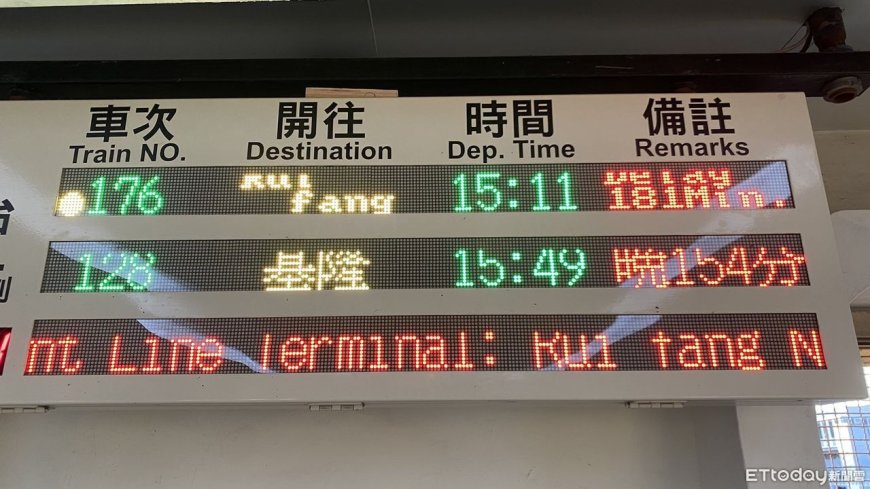 車次 開往 時間 備註
Train NO. Destination Dep. Time Remarks
176 Rui fang 15:11 Delay 181Min.
128 基隆 15:49 晚154分
nt Line Terminal: Rui fang N
ETtoday新聞雲